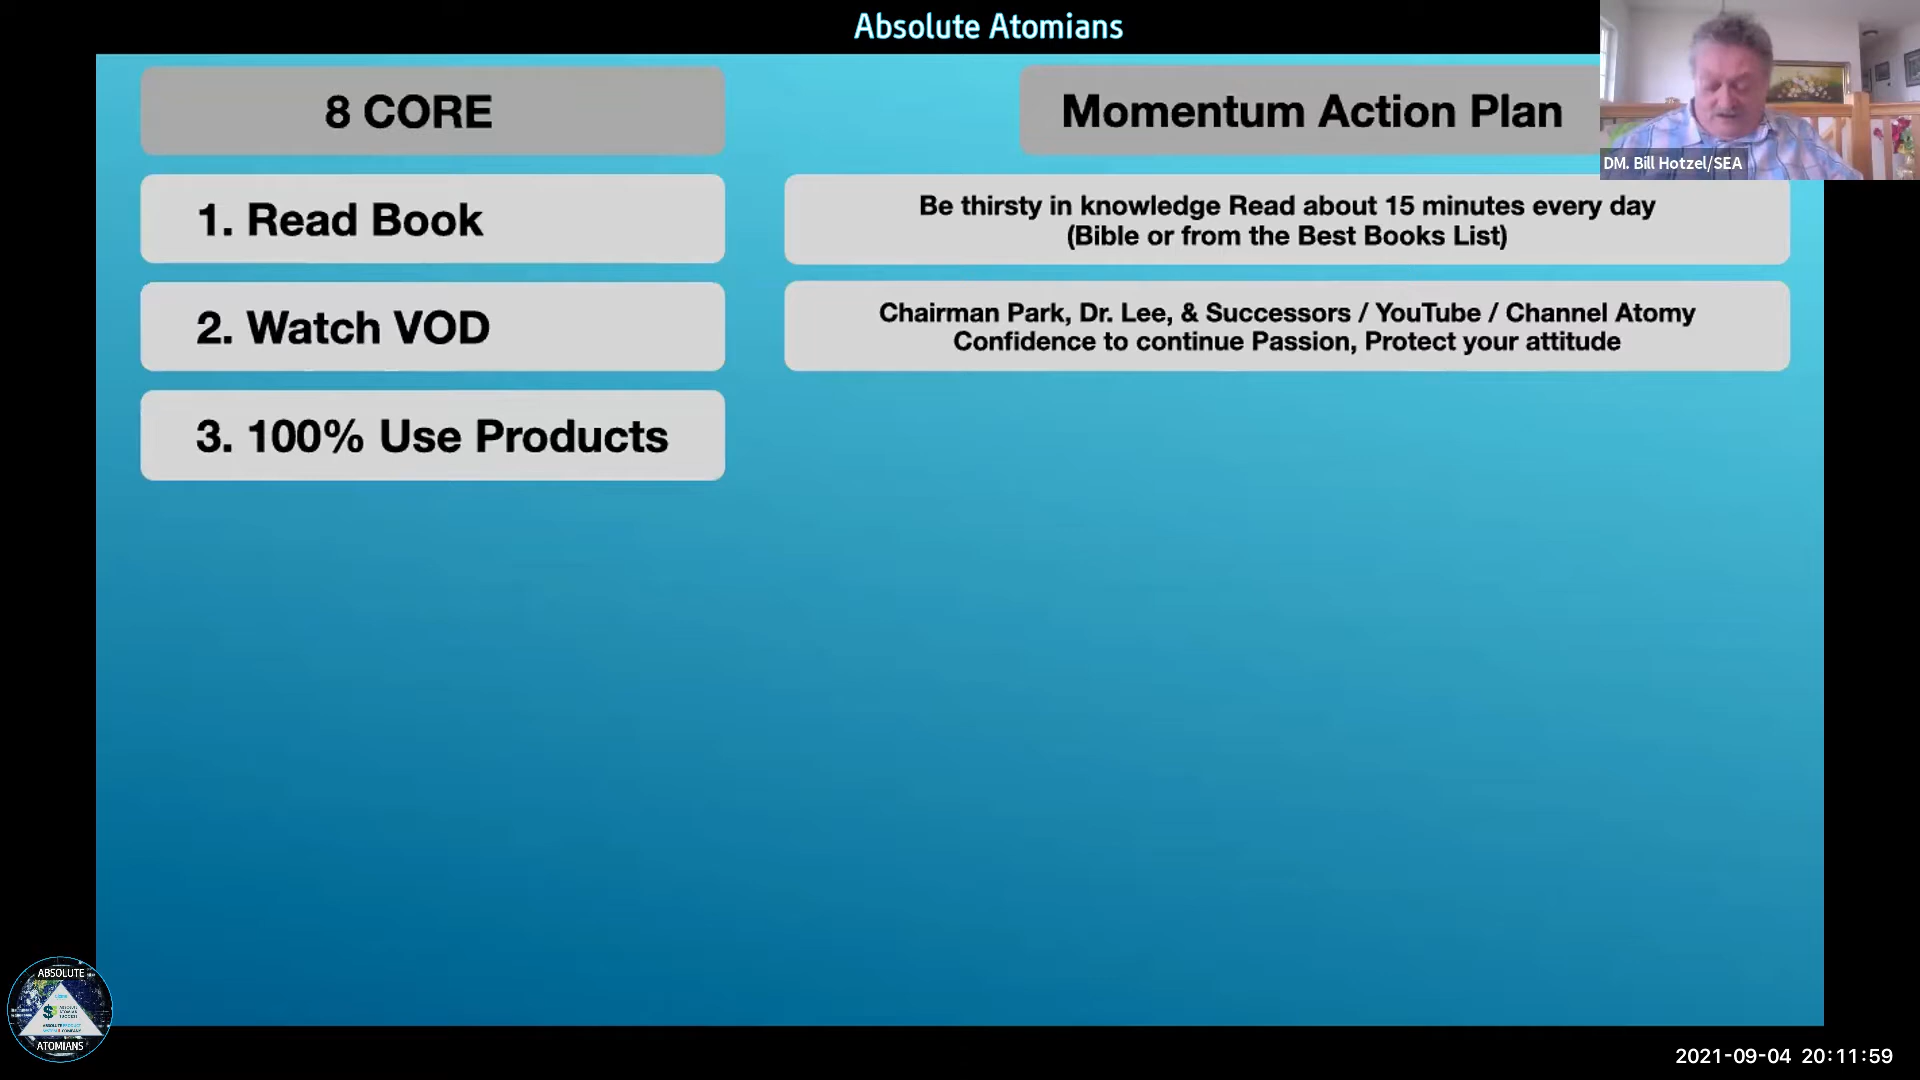 Absolute Atomians
8 CORE
Momentum Action Plan
DM. Bill Hotzel/SEA
1. Read Book
Be thirsty in knowledge Read about 15 minutes every day
(Bible or from the Best Books List)
2. Watch VOD
Chairman Park, Dr. Lee, & Successors / YouTube / Channel Atomy
Confidence to continue Passion, Protect your attitude
3. 100% Use Products
ABSOLUTE
ATOMIANS
2021-09-04 20:11:59